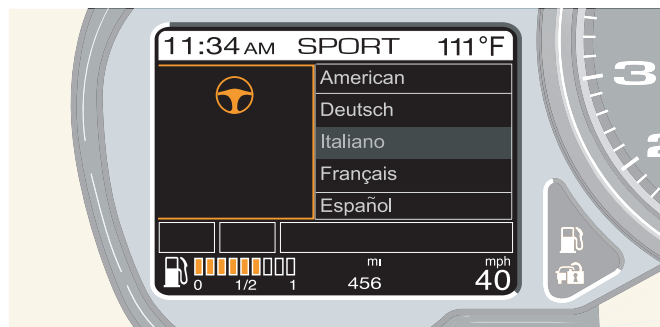 11:34 AM SPORT 111°F
American
Deutsch
Italiano
Français
Español
0 1/2 1
mi
456
mph
40
3
2